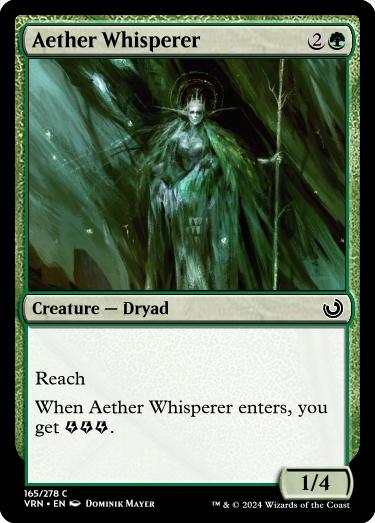 Aether Whisperer 2
Creature — Dryad
Reach
When Aether Whisperer enters, you
get .
1/4
165/278 C
VRN • EN DOMINIK MAYER ™ & © 2024 Wizards of the Coast